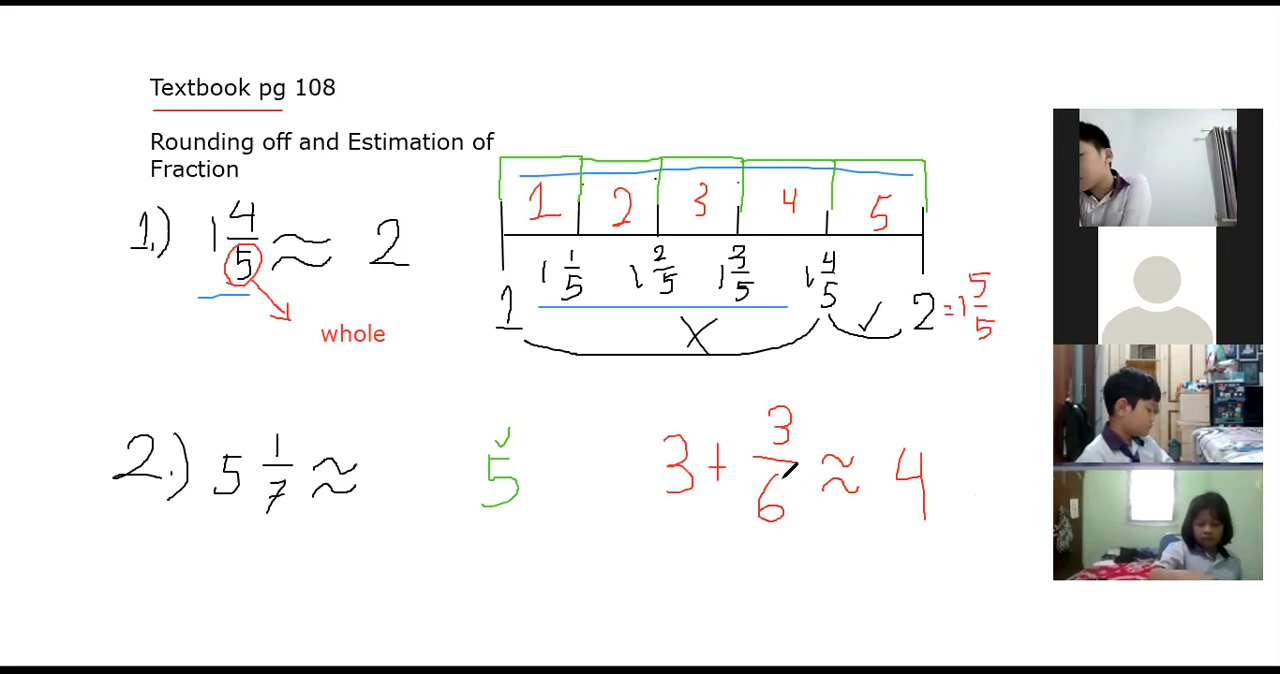 Textbook pg 108
Rounding off and Estimation of
Fraction
1.) 1 4/5 ≈ 2
whole
1 2 3 4 5
1 1 1/5 1 2/5 1 3/5 1 4/5 2 = 1 5/5
X ✓
2.) 5 1/7 ≈ 5 ✓
3 + 3/6 ≈ 4